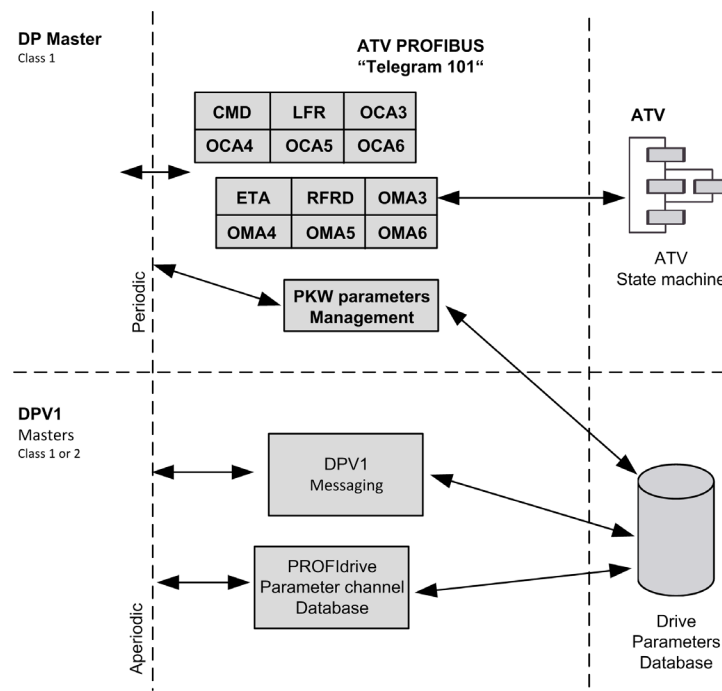 DP Master
Class 1
ATV PROFIBUS
“Telegram 101“
CMD LFR OCA3
OCA4 OCA5 OCA6
ETA RFRD OMA3
OMA4 OMA5 OMA6
ATV
ATV
State machine
Periodic
PKW parameters
Management
DPV1
Masters
Class 1 or 2
DPV1
Messaging
PROFIdrive
Parameter channel
Database
Aperiodic
Drive
Parameters
Database